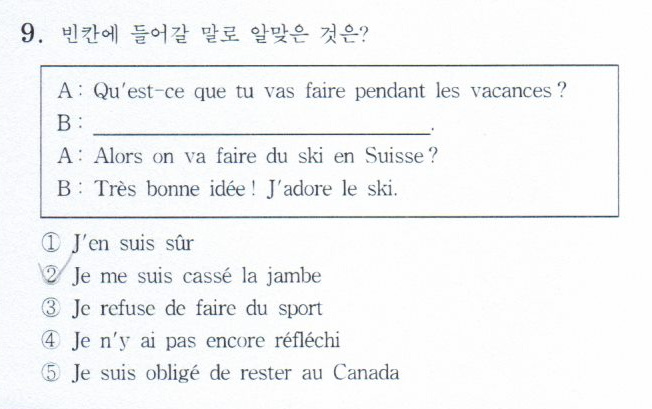 9. 빈칸에 들어갈 말로 알맞은 것은?
A : Qu'est-ce que tu vas faire pendant les vacances ?
B : ______________________________.
A : Alors on va faire du ski en Suisse ?
B : Très bonne idée ! J'adore le ski.
① J'en suis sûr
② Je me suis cassé la jambe
③ Je refuse de faire du sport
④ Je n'y ai pas encore réfléchi
⑤ Je suis obligé de rester au Canada